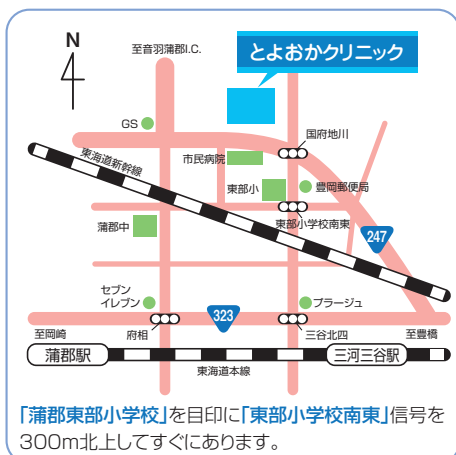 N
至音羽蒲郡I.C.
とよおかクリニック
GS
国府地川
東海道新幹線
市民病院
東部小
豊岡郵便局
蒲郡中
東部小学校南東
247
セブン
イレブン
プラージュ
323
至岡崎
府相
三谷北四
至豊橋
蒲郡駅
三河三谷駅
東海道本線
「蒲郡東部小学校」を目印に「東部小学校南東」信号を
300m北上してすぐにあります。